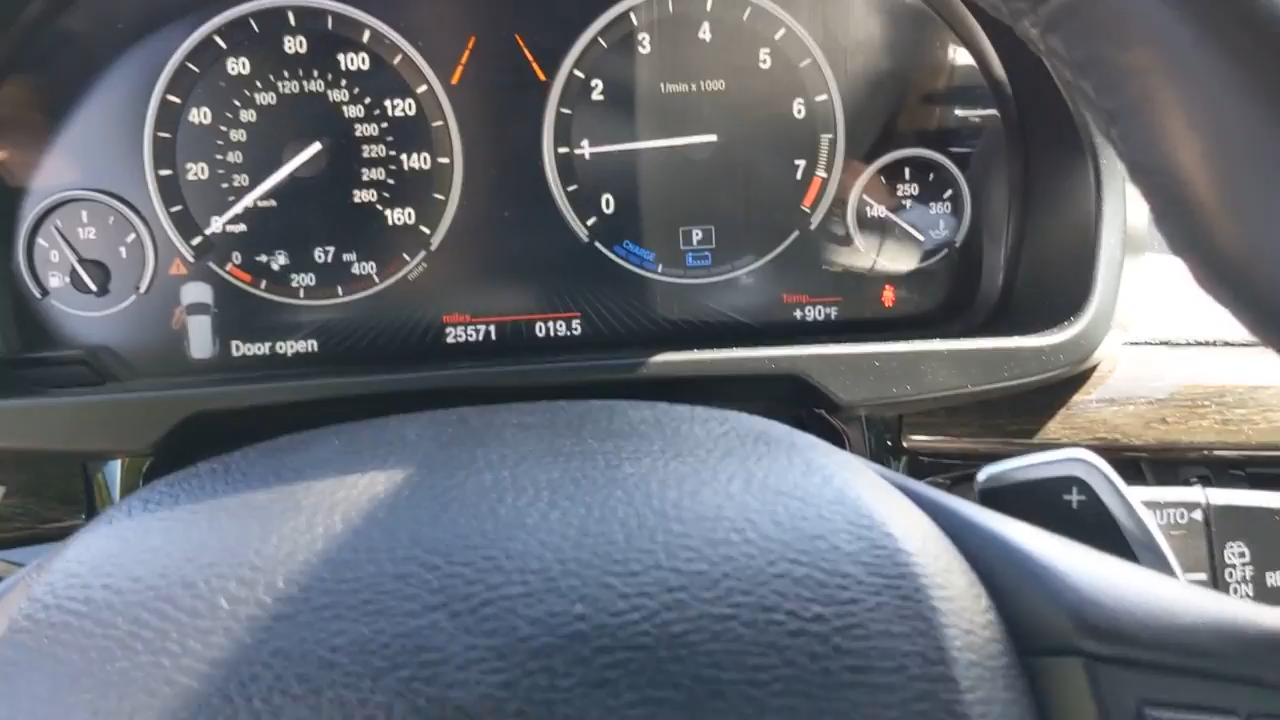 20 40 60 80 100 120 140 160
20 40 60 80 100 120 140 160 180 200 220 240 260
0 mph
km/h
0 1/2 1
0 200 400
miles
67 mi
0 1 2 3 4 5 6 7
1/min x 1000
CHARGE
P
140 250 360
°F
Door open
miles
25571 019.5
Temp
+90°F
+
AUTO
OFF
ON